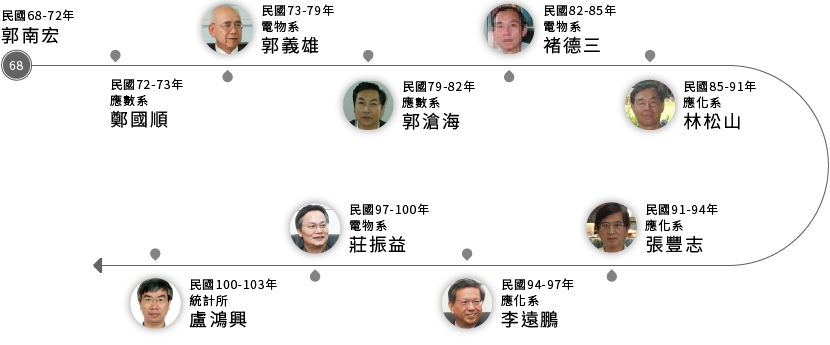 民國68-72年
郭南宏
68
民國72-73年
應數系
鄭國順
民國73-79年
電物系
郭義雄
民國79-82年
應數系
郭滄海
民國82-85年
電物系
褚德三
民國85-91年
應化系
林松山
民國91-94年
應化系
張豐志
民國94-97年
應化系
李遠鵬
民國97-100年
電物系
莊振益
民國100-103年
統計所
盧鴻興